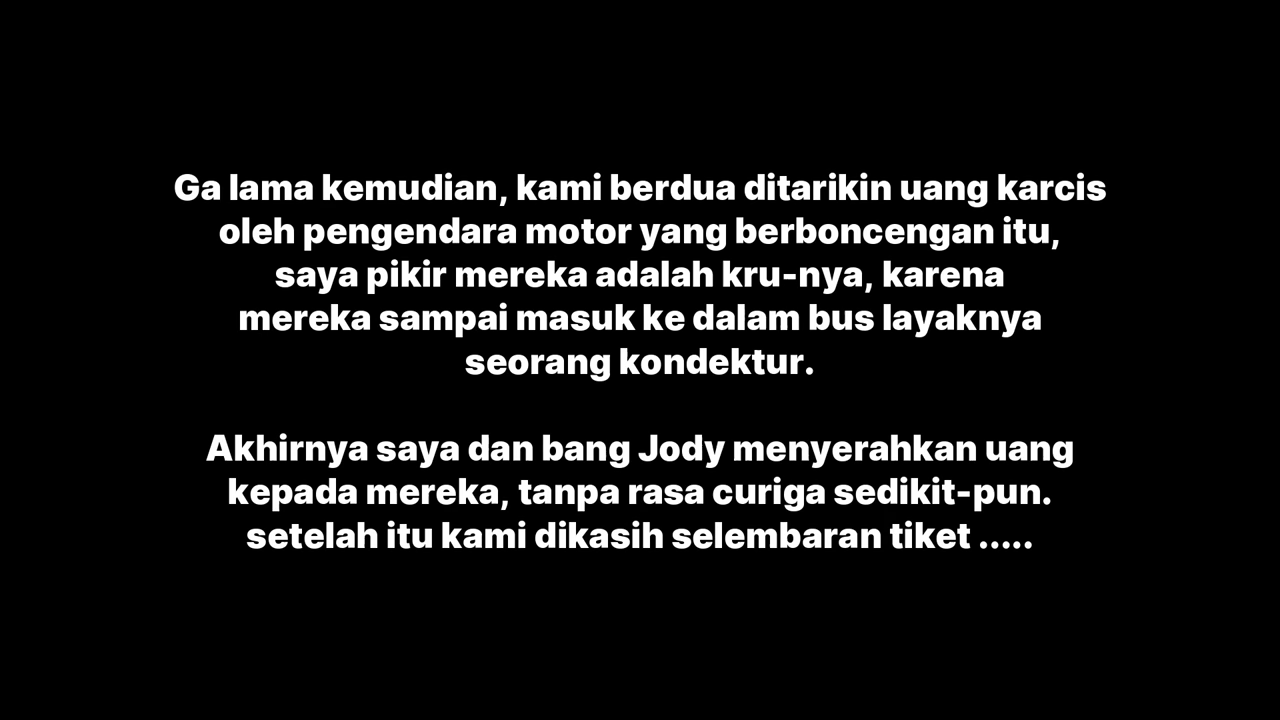 Ga lama kemudian, kami berdua ditarikin uang karcis
oleh pengendara motor yang berboncengan itu,
saya pikir mereka adalah kru-nya, karena
mereka sampai masuk ke dalam bus layaknya
seorang kondektur.
Akhirnya saya dan bang Jody menyerahkan uang
kepada mereka, tanpa rasa curiga sedikit-pun.
setelah itu kami dikasih selembaran tiket .....